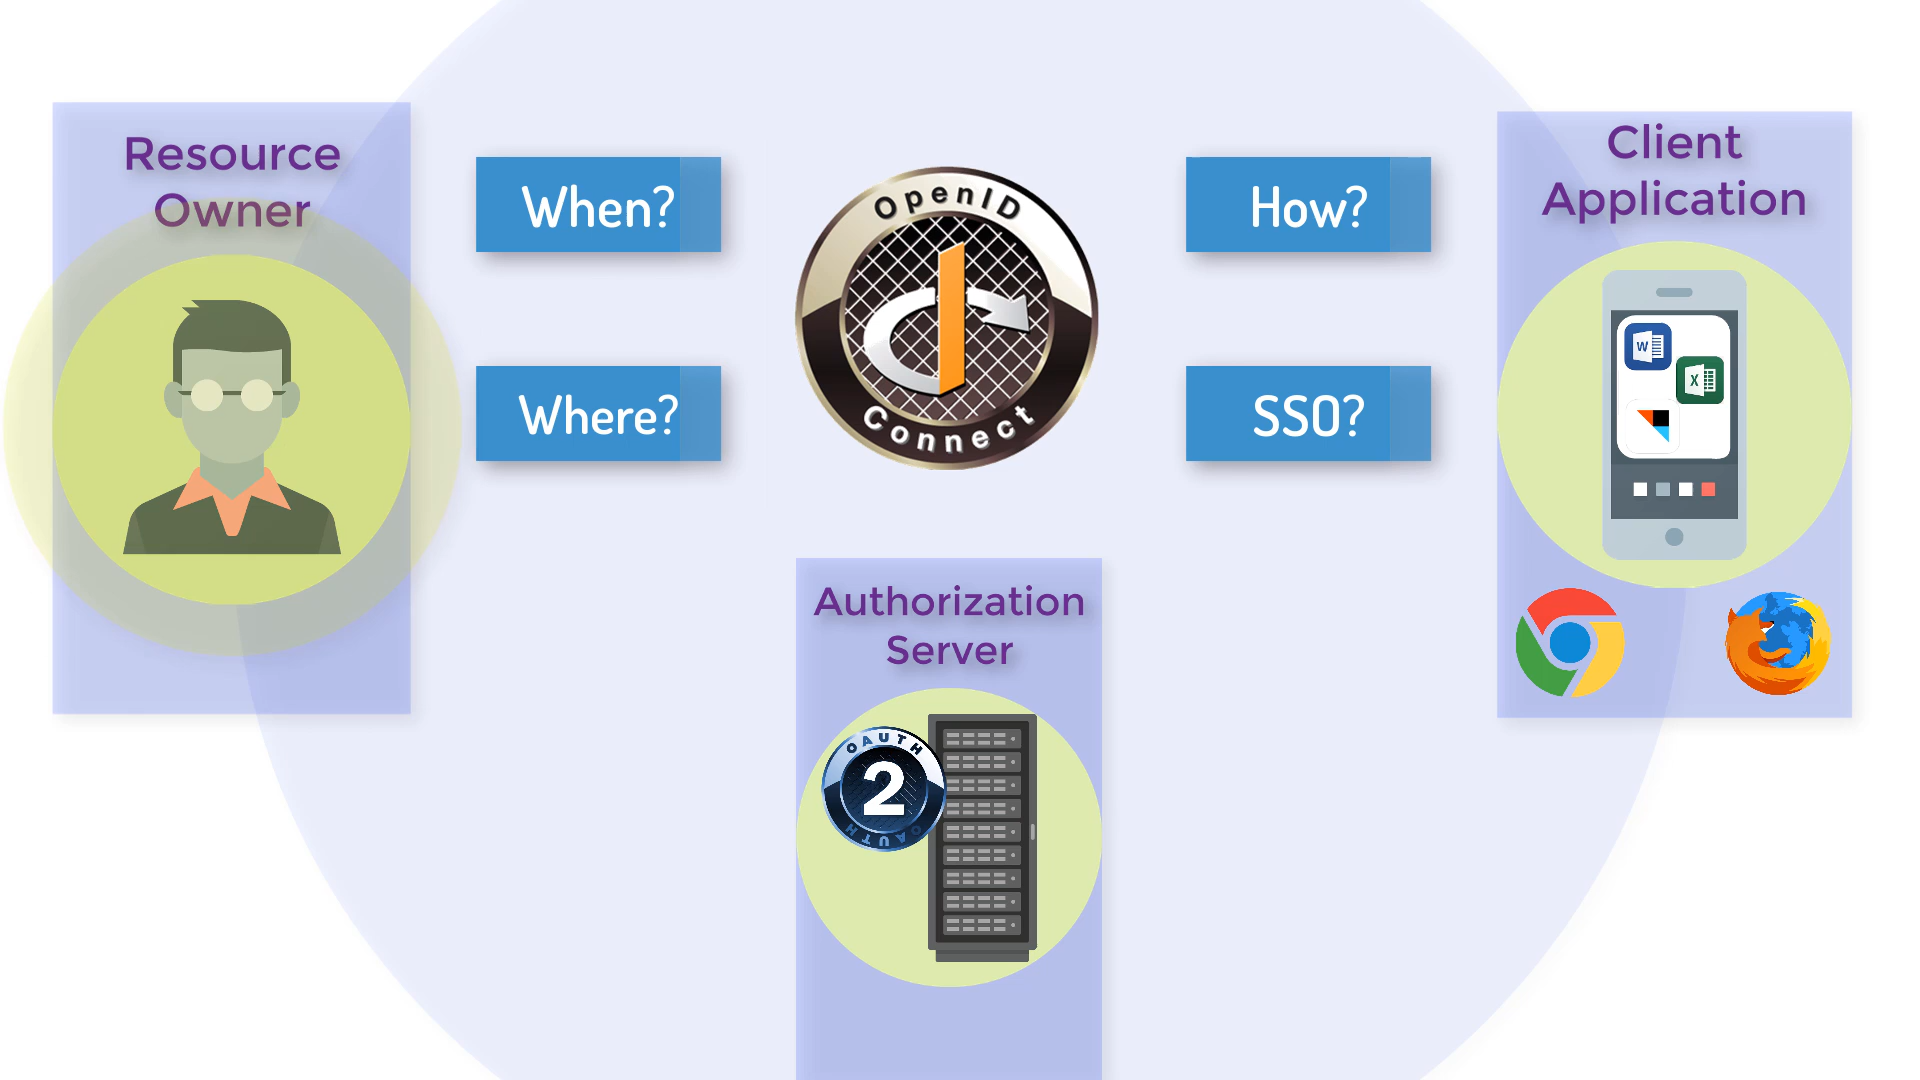 Resource
Owner
When?
Where?
OpenID
Connect
How?
SSO?
Client
Application
W
X
Authorization
Server
OAUTH
2
OAUTH